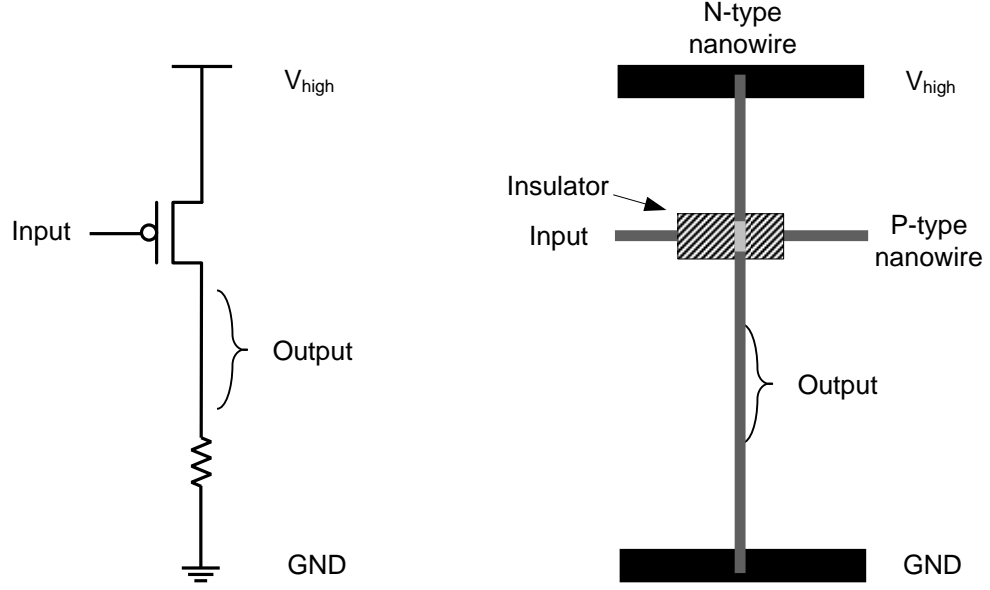 V_high
Input
Output
GND
N-type
nanowire
V_high
Insulator
Input
P-type
nanowire
Output
GND